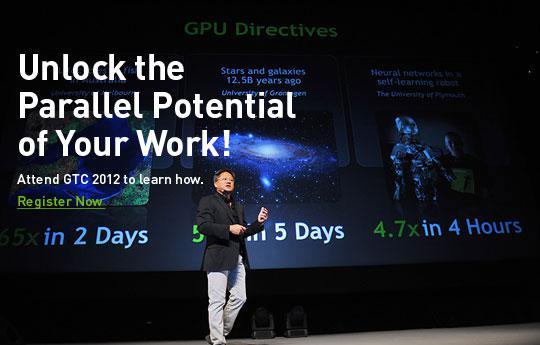 GPU Directives
Unlock the
Parallel Potential
of Your Work!
Attend GTC 2012 to learn how.
Register Now
Stars and galaxies
12.5B years ago
University of Groningen
Neural networks in a
self-learning robot
The University of Plymouth
65x in 2 Days
5 in 5 Days
4.7x in 4 Hours